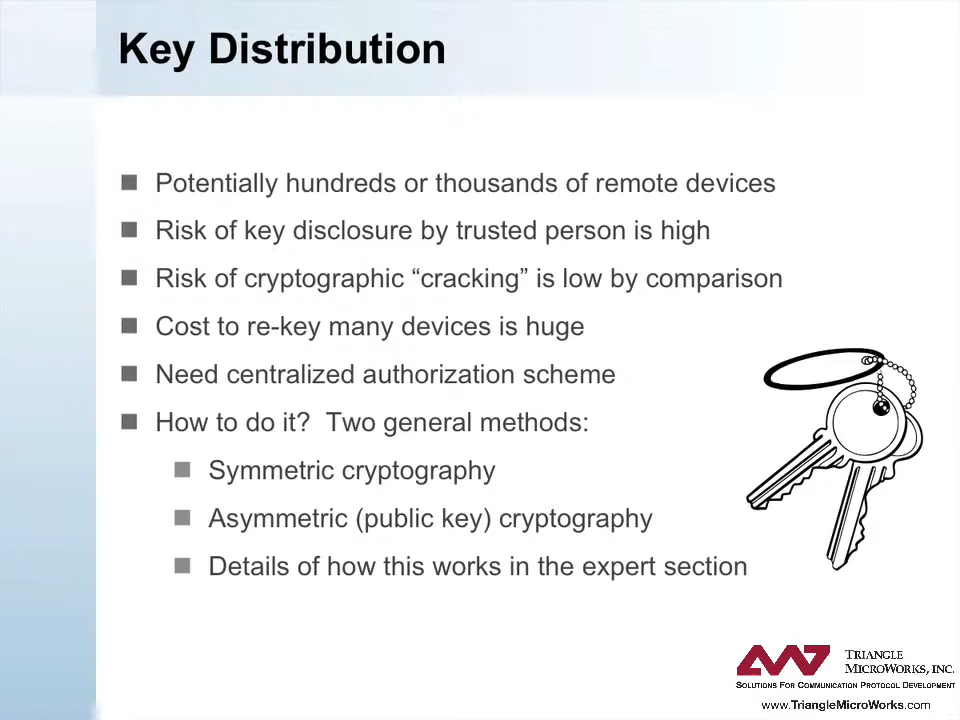 Key Distribution
Potentially hundreds or thousands of remote devices
Risk of key disclosure by trusted person is high
Risk of cryptographic “cracking” is low by comparison
Cost to re-key many devices is huge
Need centralized authorization scheme
How to do it?  Two general methods:
Symmetric cryptography
Asymmetric (public key) cryptography
Details of how this works in the expert section
TRIANGLE
MICROWORKS, INC.
SOLUTIONS FOR COMMUNICATION PROTOCOL DEVELOPMENT
www.TriangleMicroWorks.com